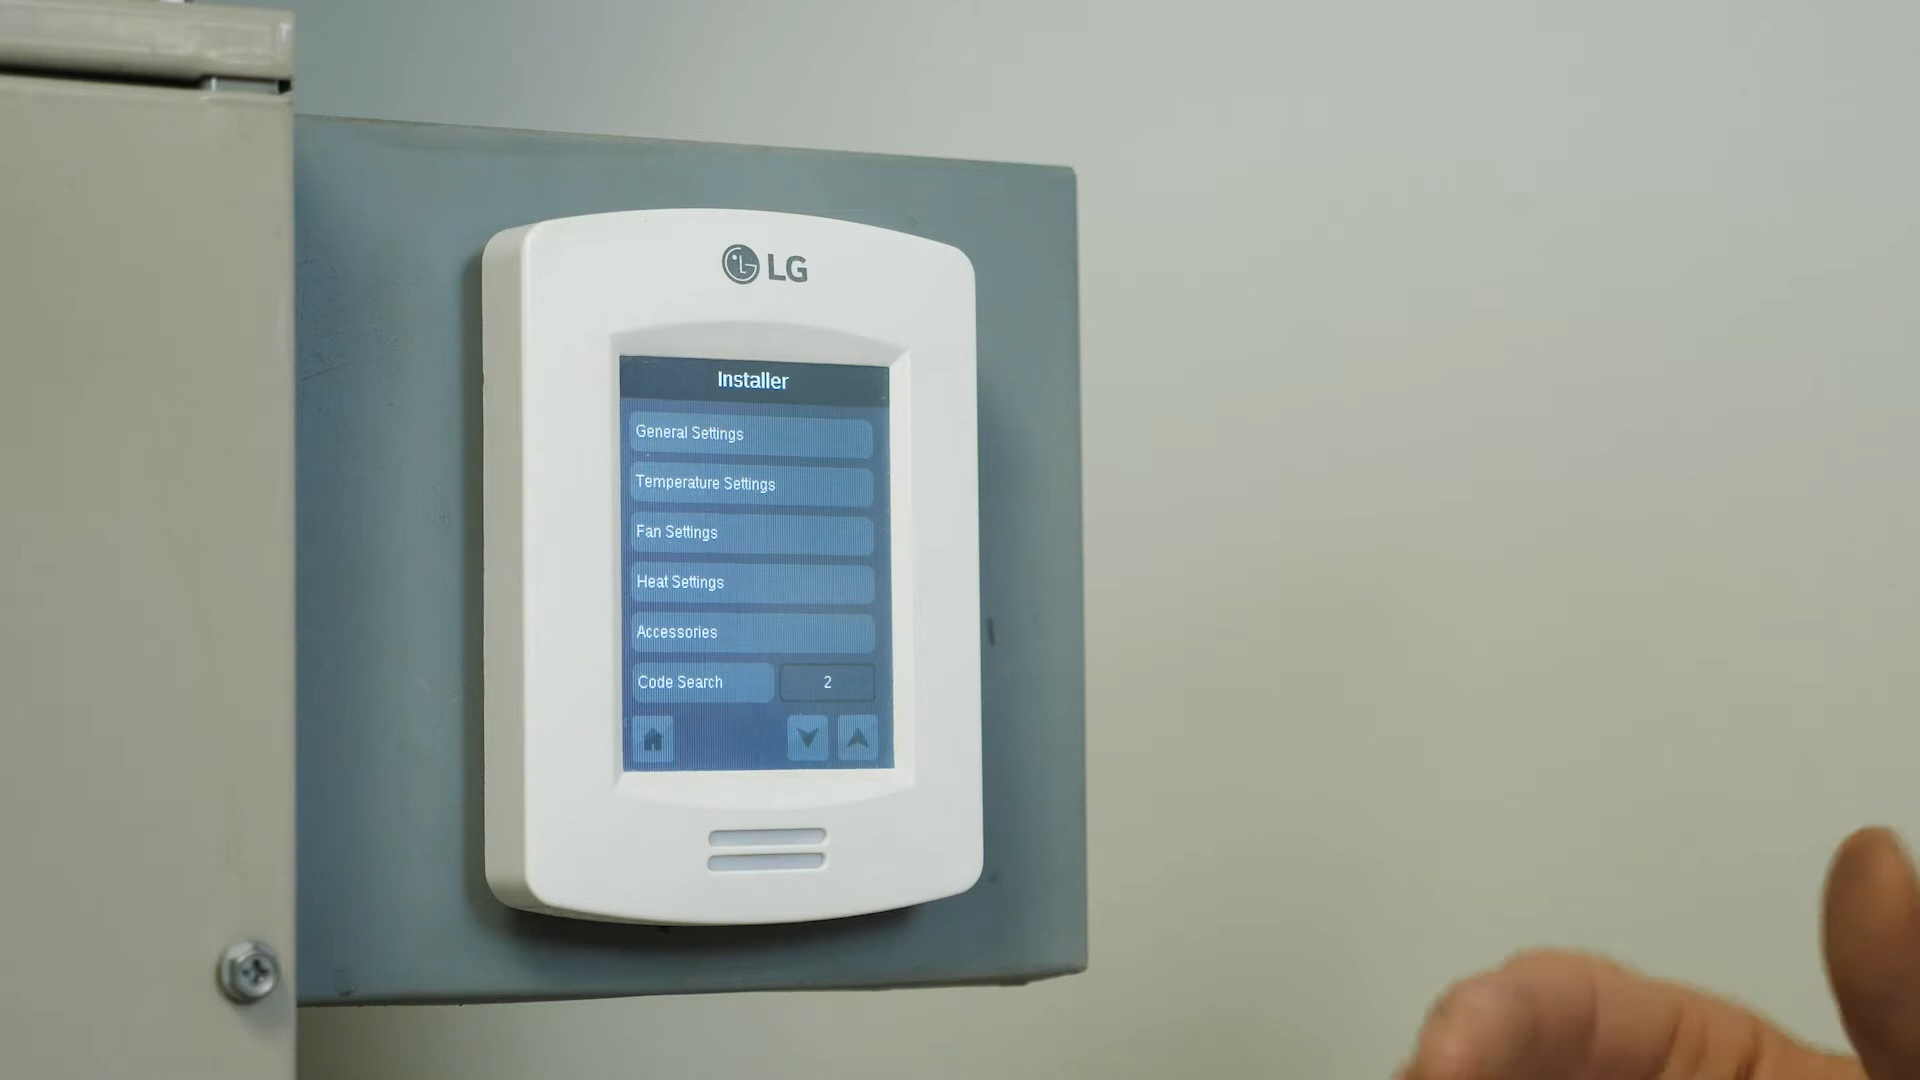 LG
Installer
General Settings
Temperature Settings
Fan Settings
Heat Settings
Accessories
Code Search 2